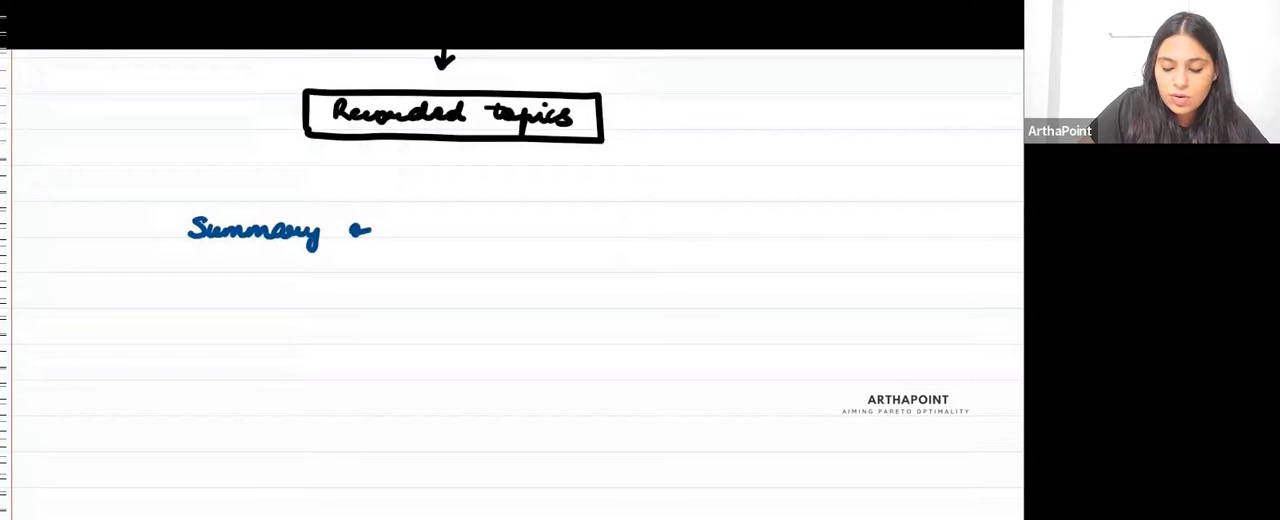 Recorded topics
Summary
ArthaPoint
ARTHAPOINT
AIMING PARETO OPTIMALITY